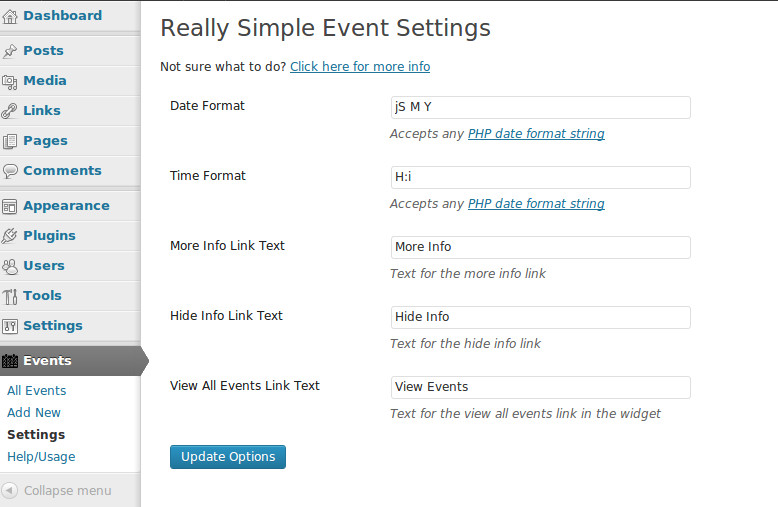 Dashboard
Posts
Media
Links
Pages
Comments
Appearance
Plugins
Users
Tools
Settings
Events
All Events
Add New
Settings
Help/Usage
Collapse menu
Really Simple Event Settings
Not sure what to do? Click here for more info
Date Format
jS M Y
Accepts any PHP date format string
Time Format
H:i
Accepts any PHP date format string
More Info Link Text
More Info
Text for the more info link
Hide Info Link Text
Hide Info
Text for the hide info link
View All Events Link Text
View Events
Text for the view all events link in the widget
Update Options